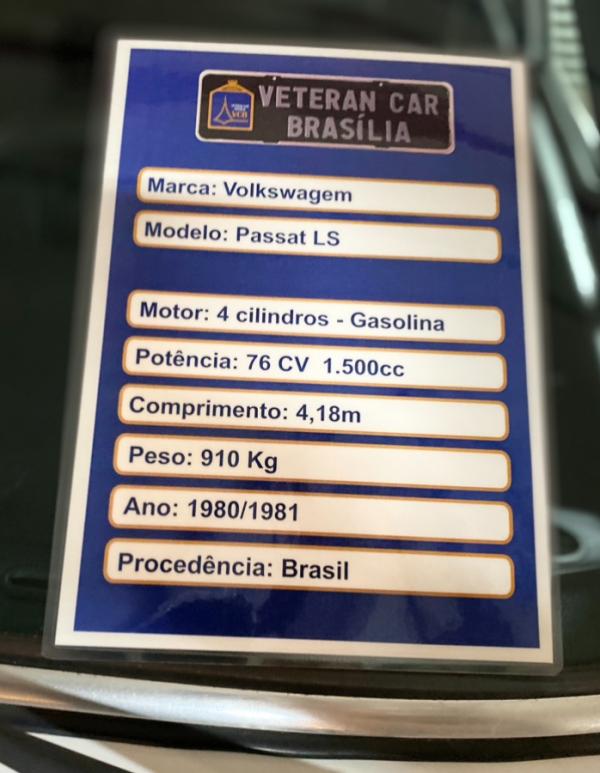 VCB
VETERAN CAR
BRASÍLIA
Marca: Volkswagem
Modelo: Passat LS
Motor: 4 cilindros - Gasolina
Potência: 76 CV 1.500cc
Comprimento: 4,18m
Peso: 910 Kg
Ano: 1980/1981
Procedência: Brasil